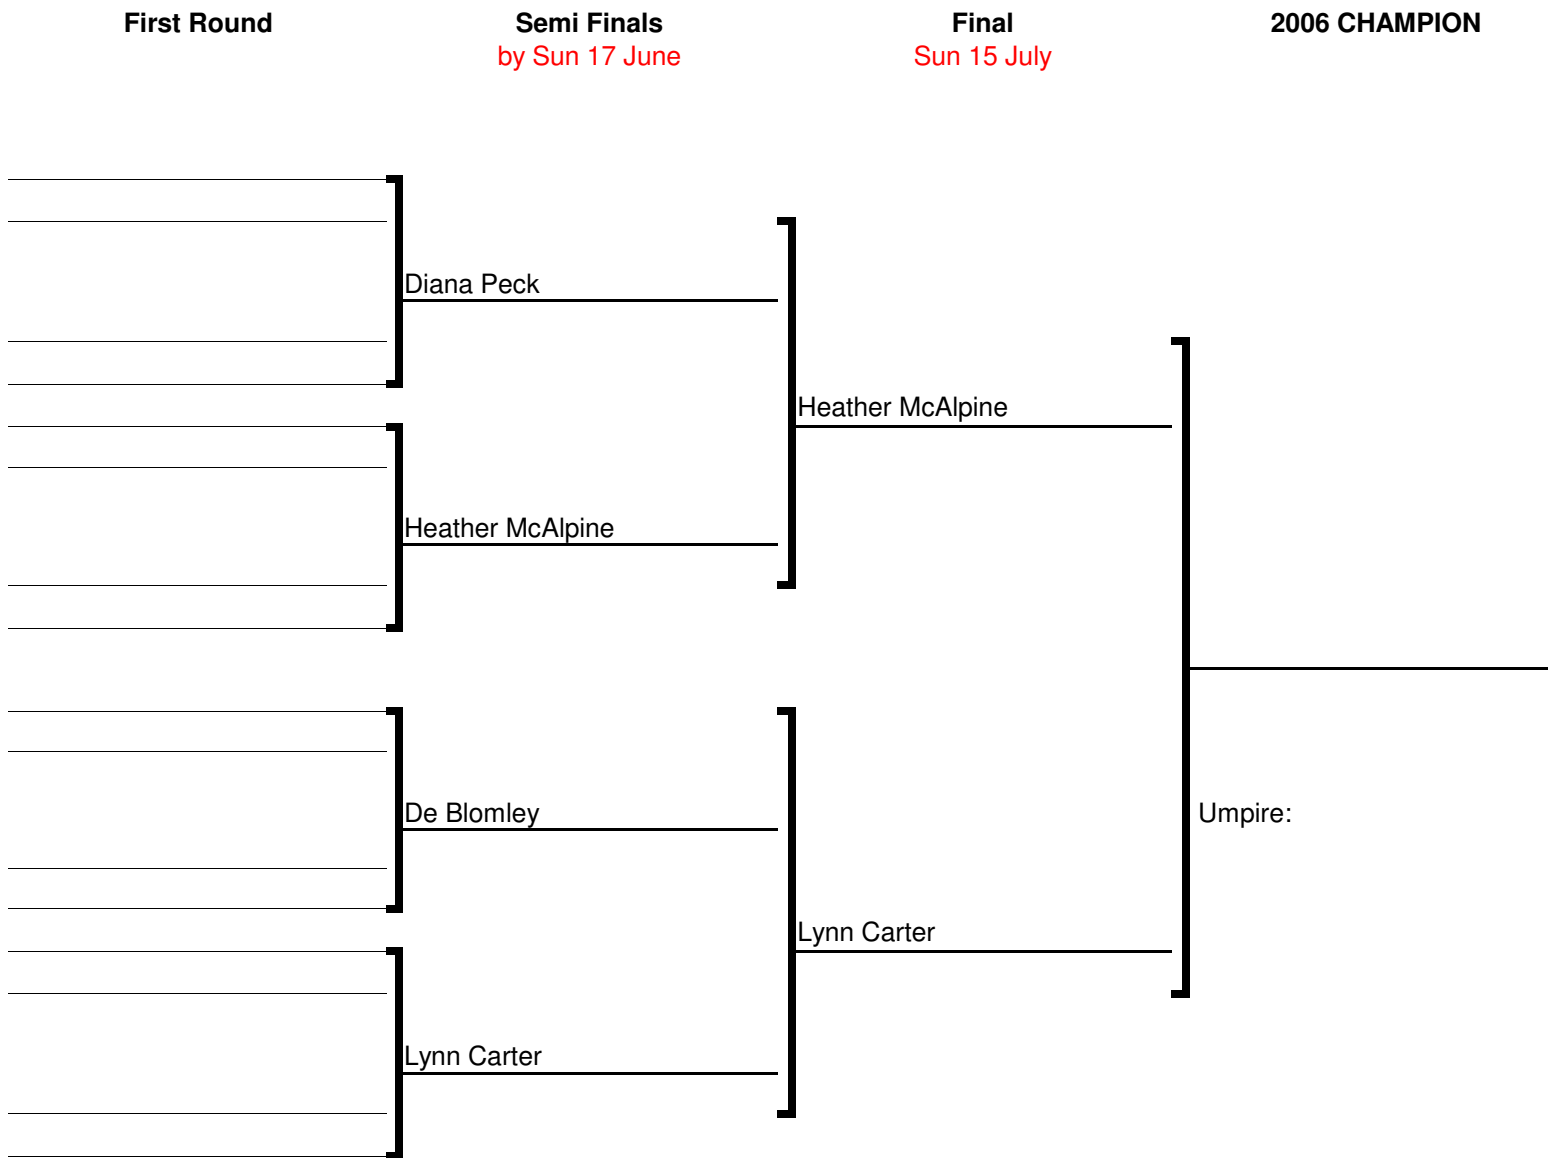 First Round
Semi Finals
by Sun 17 June
Final
Sun 15 July
2006 CHAMPION
Diana Peck
Heather McAlpine
Heather McAlpine
De Blomley
Umpire:
Lynn Carter
Lynn Carter